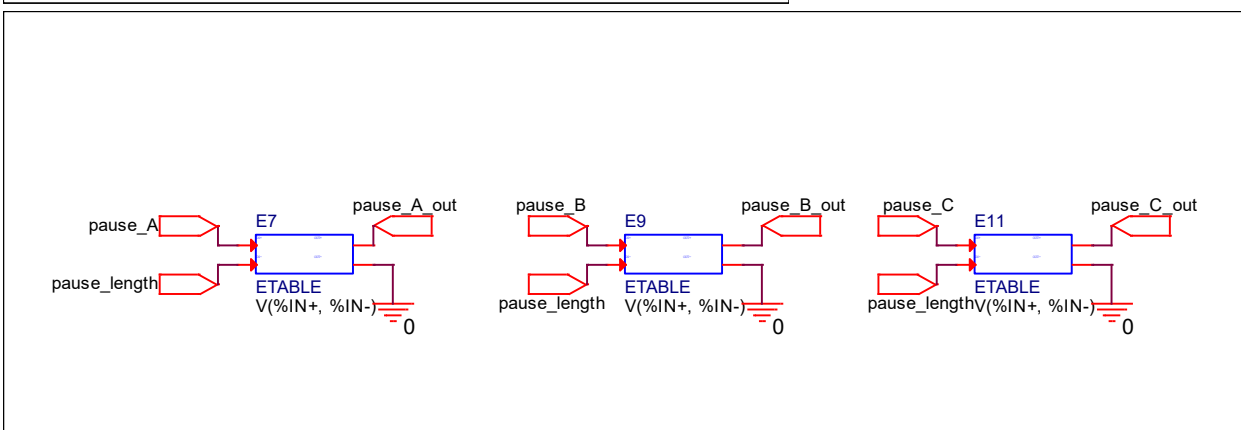 pause_A
pause_length
E7
ETABLE
V(%IN+, %IN-)
pause_A_out
0
pause_B
pause_length
E9
ETABLE
V(%IN+, %IN-)
pause_B_out
0
pause_C
pause_length
E11
ETABLE
V(%IN+, %IN-)
pause_C_out
0